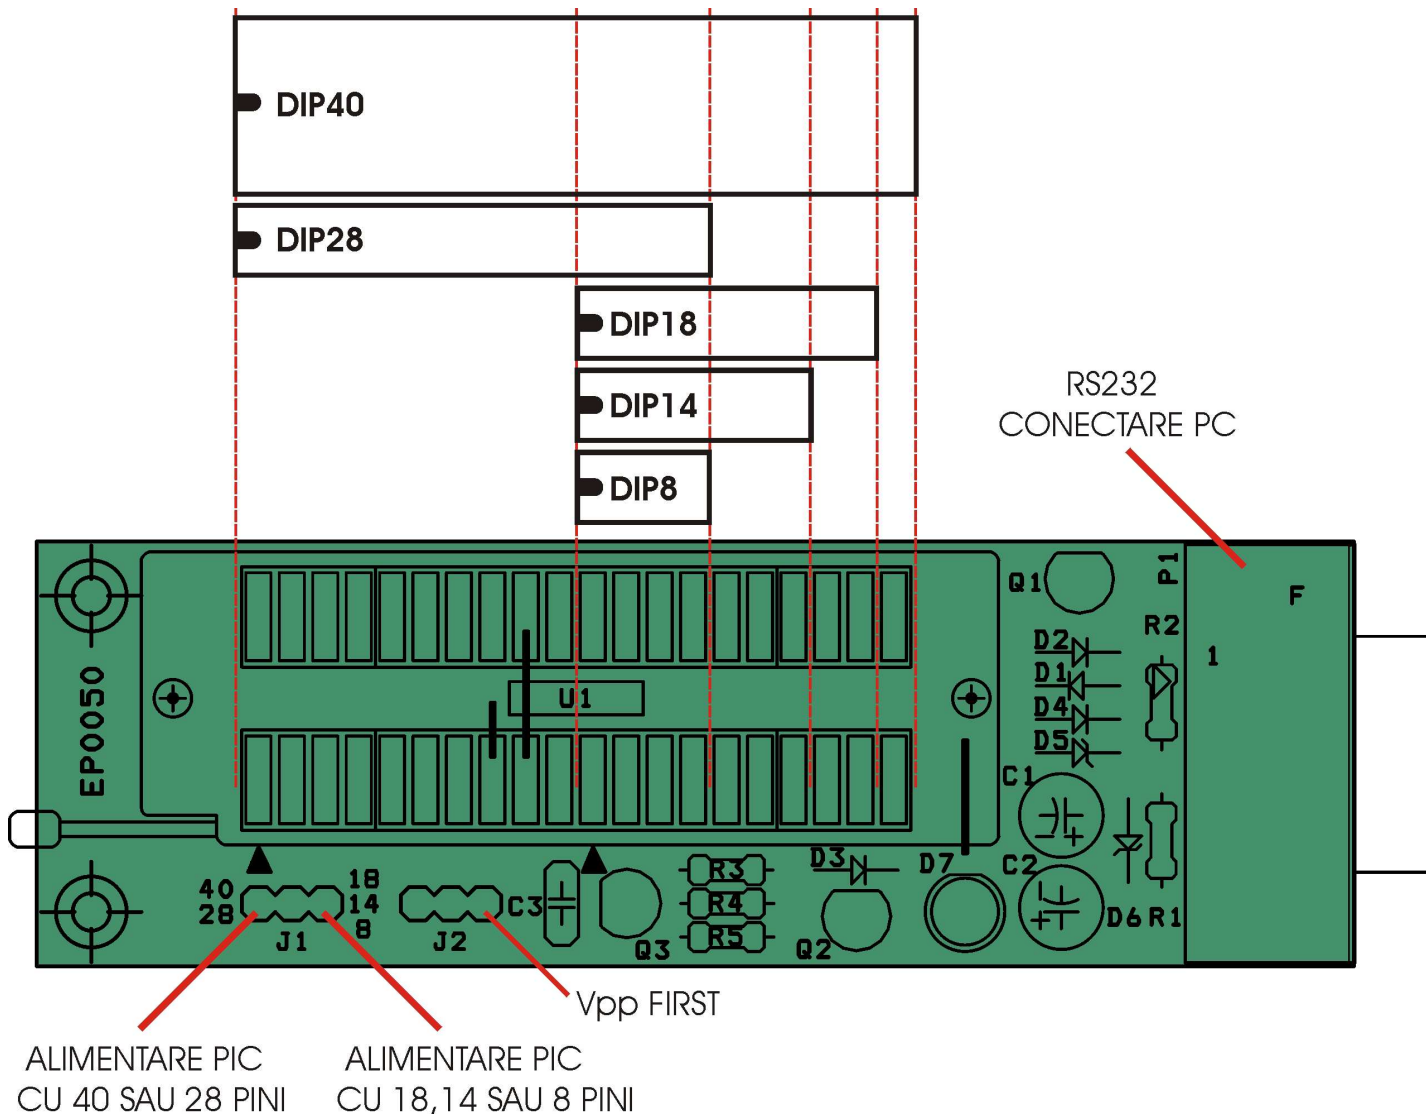 DIP40
DIP28
DIP18
DIP14
DIP8
RS232
CONECTARE PC
P1
Q1
F
R2
D2
1
D1
D4
D5
U1
EP0050
C1
D3
D7
C2
R3
40
28
18
14
8
C3
R4
D6
R1
J1
J2
Q3
R5
Q2
Vpp FIRST
ALIMENTARE PIC
CU 40 SAU 28 PINI
ALIMENTARE PIC
CU 18,14 SAU 8 PINI